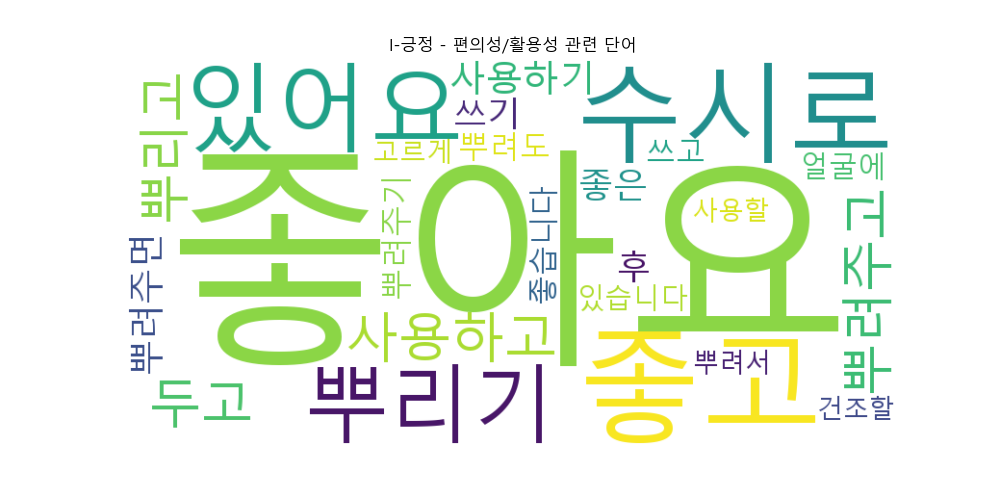 I-긍정 - 편의성/활용성 관련 단어
뿌리고
있어요
사용하기
수시로
쓰기
고르게
뿌려도
쓰고
얼굴에
좋아요
뿌려주기
좋습니다
좋은
사용할
뿌려주고
뿌려주면
후
있습니다
사용하고
두고
뿌리기
좋고
뿌려서
건조할